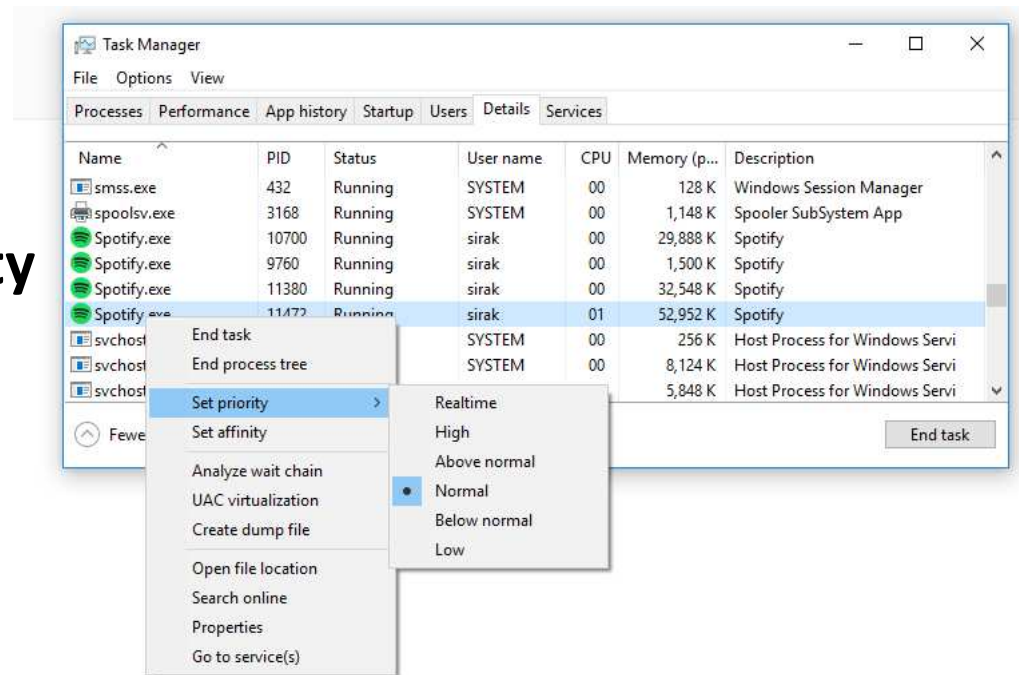 Task Manager
File Options View
Processes Performance App history Startup Users Details Services
Name PID Status User name CPU Memory (p... Description
smss.exe 432 Running SYSTEM 00 128 K Windows Session Manager
spoolsv.exe 3168 Running SYSTEM 00 1,148 K Spooler SubSystem App
Spotify.exe 10700 Running sirak 00 29,888 K Spotify
ty
Spotify.exe 9760 Running sirak 00 1,500 K Spotify
Spotify.exe 11380 Running sirak 00 32,548 K Spotify
Spotify.exe 11472 Running sirak 01 52,952 K Spotify
svchost SYSTEM 00 256 K Host Process for Windows Servi
svchost SYSTEM 00 8,124 K Host Process for Windows Servi
svchost 5,848 K Host Process for Windows Servi
Fewe
End task
End task
End process tree
Set priority >
Set affinity
Analyze wait chain
UAC virtualization
Create dump file
Open file location
Search online
Properties
Go to service(s)
Realtime
High
Above normal
Normal
Below normal
Low